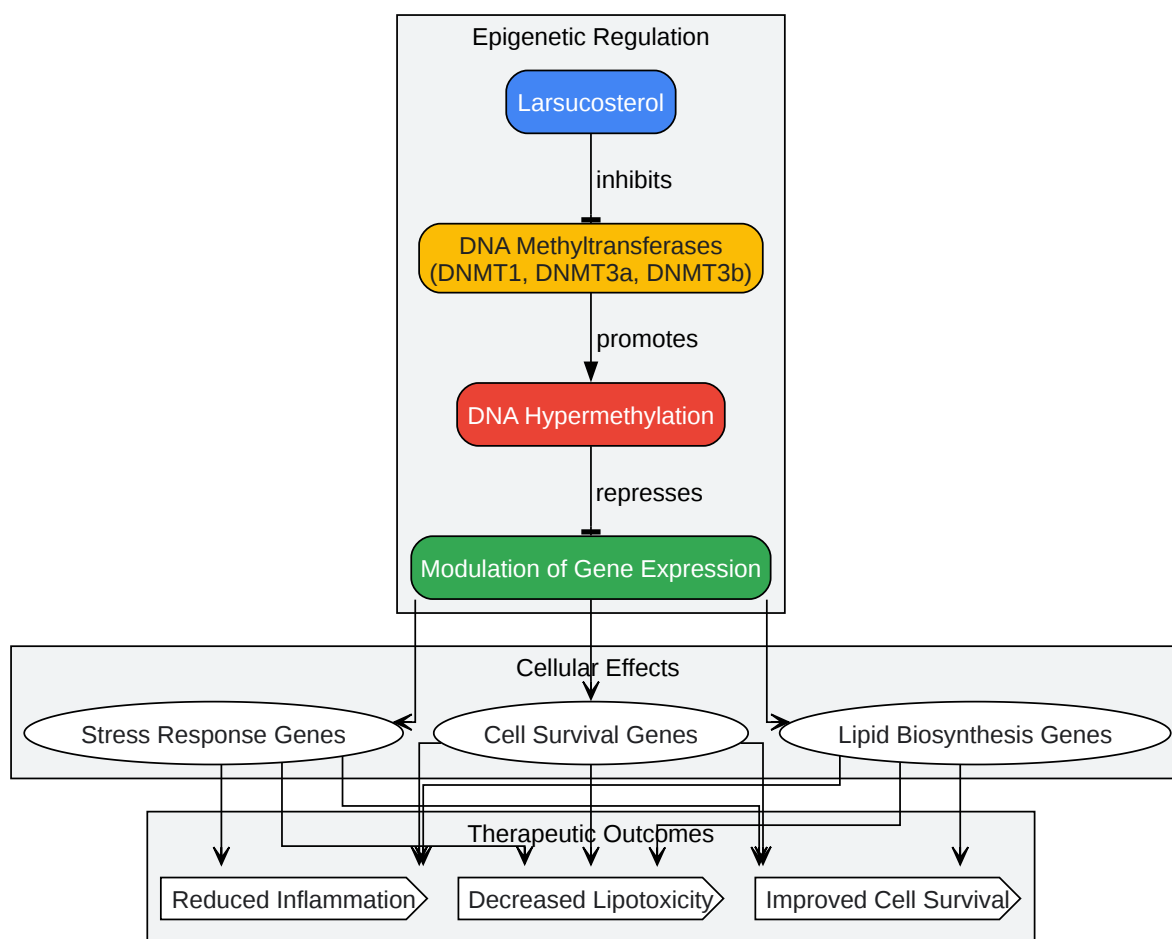 Epigenetic Regulation
Larsucosterol
inhibits
DNA Methyltransferases
(DNMT1, DNMT3a, DNMT3b)
promotes
DNA Hypermethylation
represses
Modulation of Gene Expression
Cellular Effects
Stress Response Genes
Cell Survival Genes
Lipid Biosynthesis Genes
Therapeutic Outcomes
Reduced Inflammation
Decreased Lipotoxicity
Improved Cell Survival